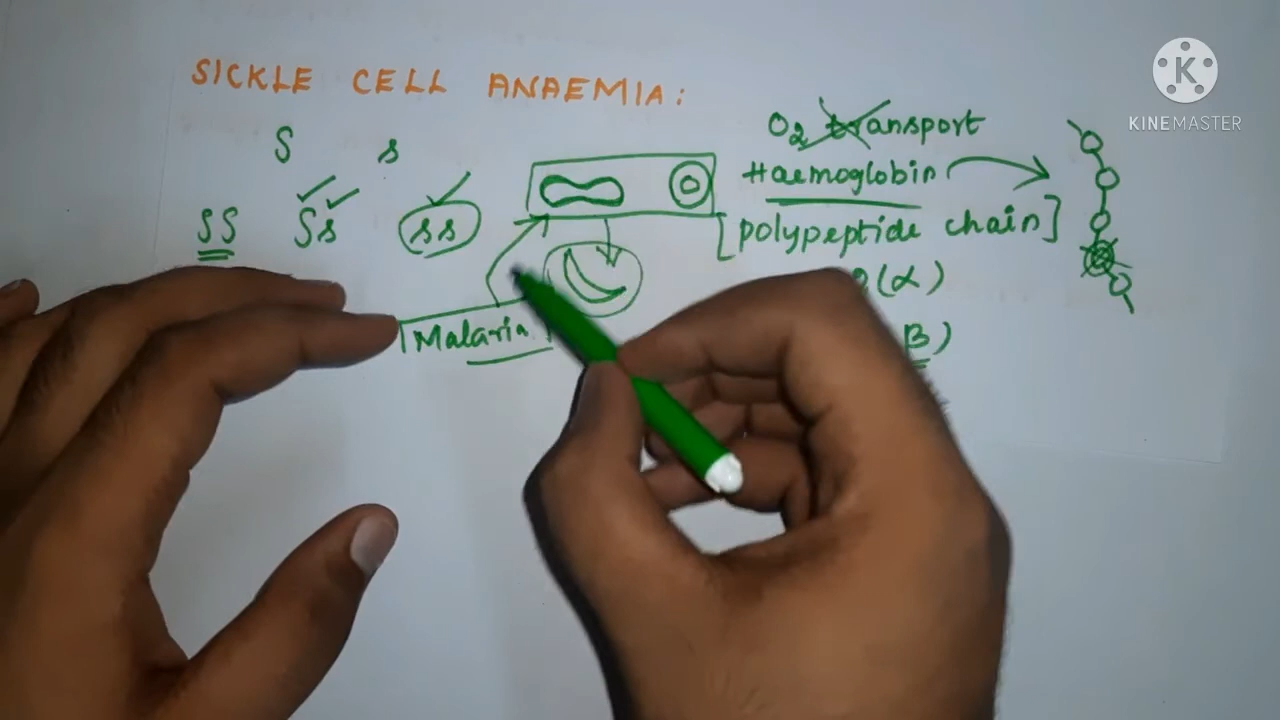 SICKLE CELL ANAEMIA:
S s
SS Ss ss
O2 transport
Haemoglobin
[polypeptide chain]
(α)
β)
Malaria
K
KINEMASTER